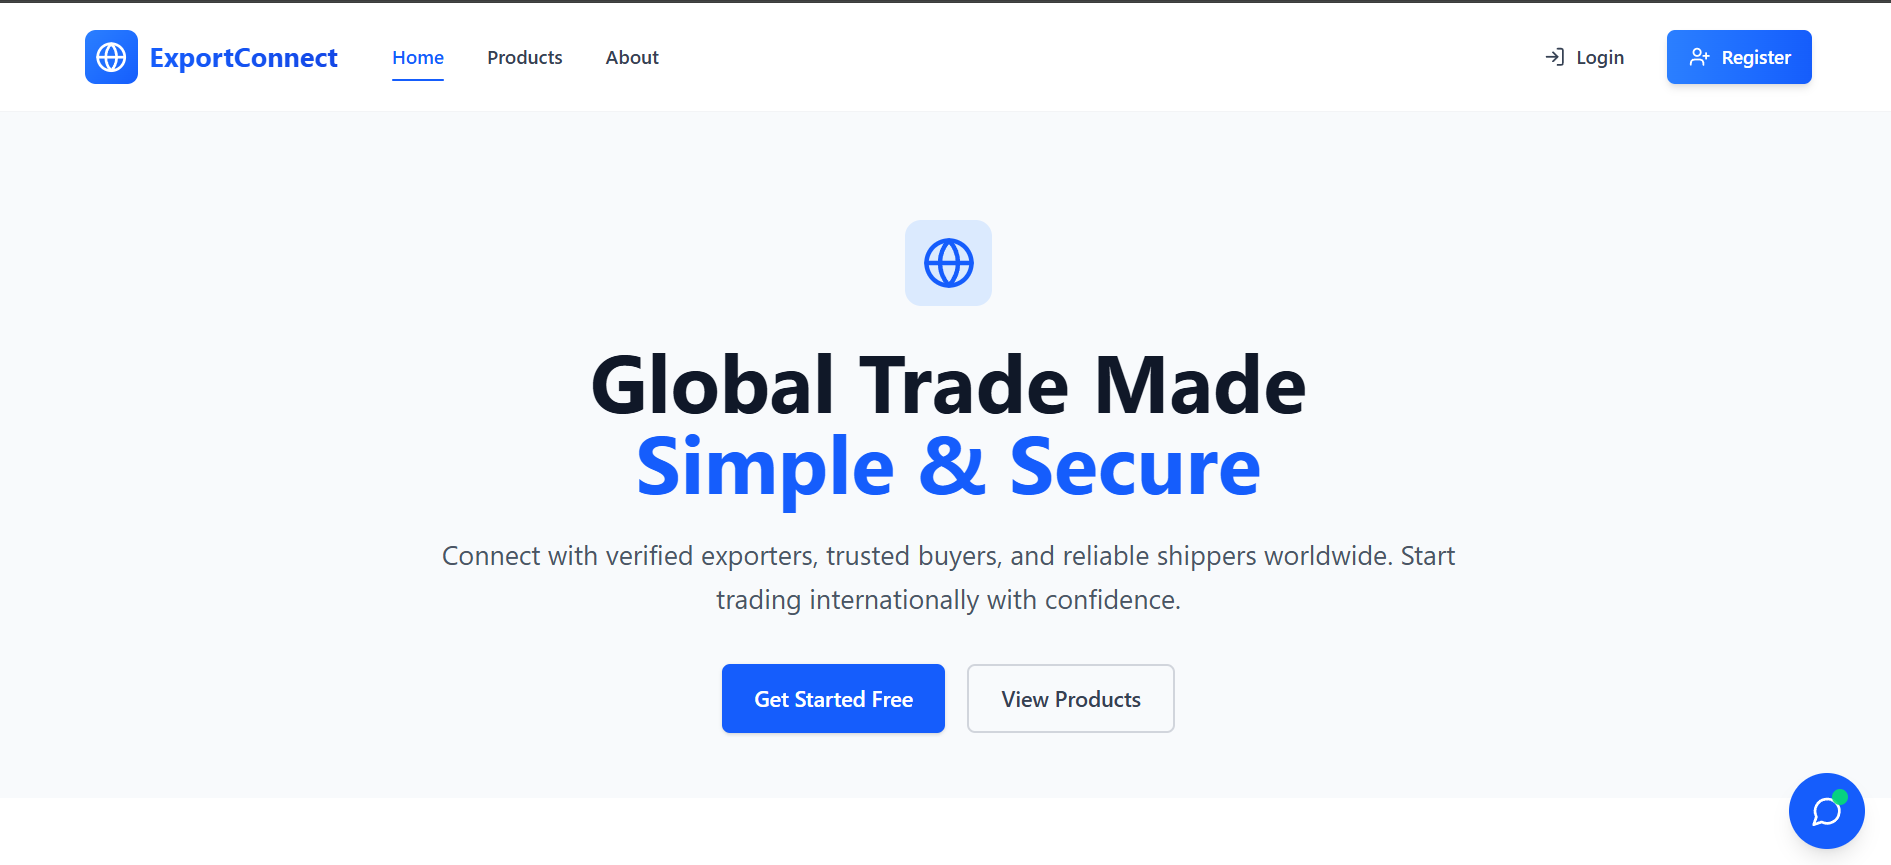 ExportConnect
Home
Products
About
Login
Register
Global Trade Made
Simple & Secure
Connect with verified exporters, trusted buyers, and reliable shippers worldwide. Start
trading internationally with confidence.
Get Started Free
View Products